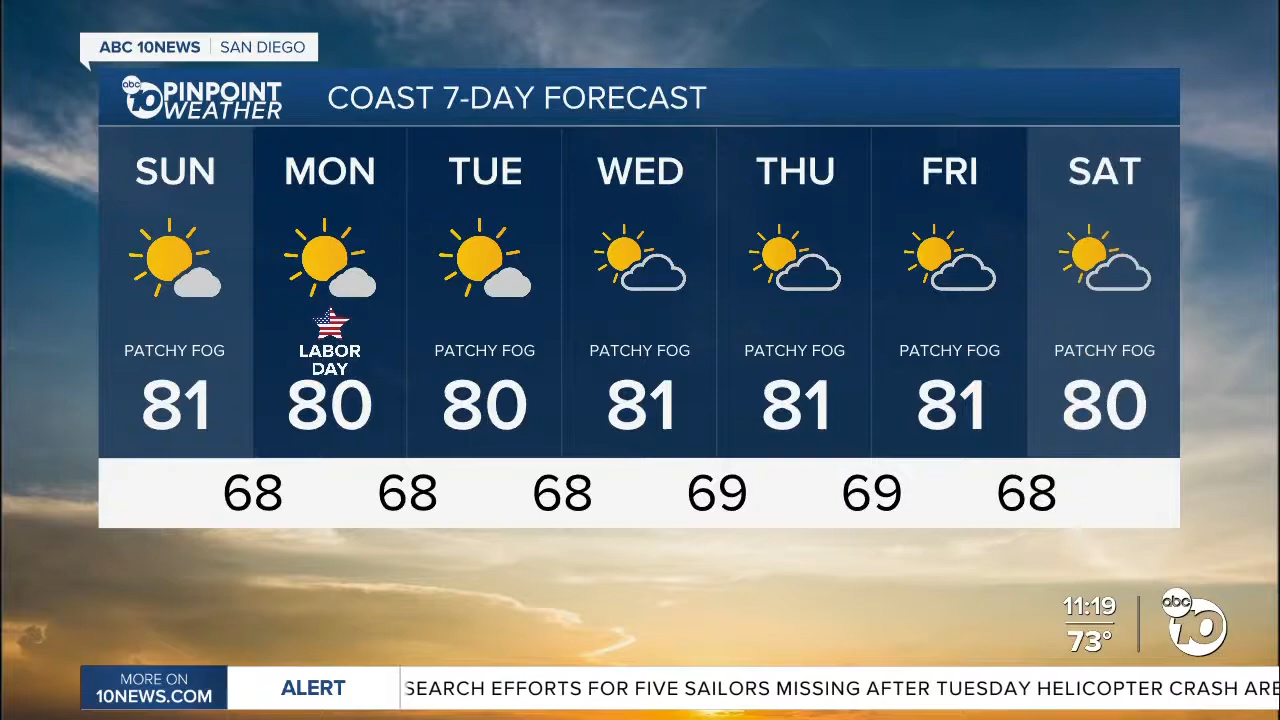 ABC 10NEWS SAN DIEGO
abc 10 PINPOINT WEATHER
COAST 7-DAY FORECAST
SUN MON TUE WED THU FRI SAT
PATCHY FOG LABOR DAY PATCHY FOG PATCHY FOG PATCHY FOG PATCHY FOG PATCHY FOG
81 80 80 81 81 81 80
68 68 68 69 69 68
11:19
73°
abc 10
MORE ON
10NEWS.COM
ALERT
SEARCH EFFORTS FOR FIVE SAILORS MISSING AFTER TUESDAY HELICOPTER CRASH ARE